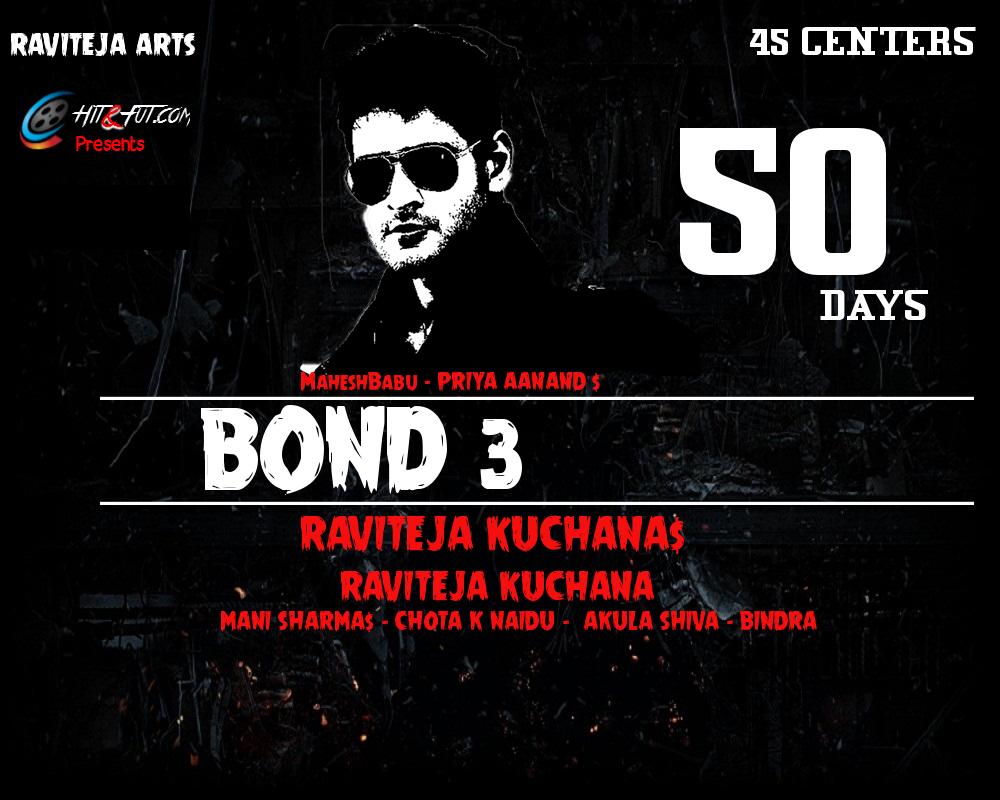 RAVITEJA ARTS
45 CENTERS
HIT&FUT.COM
Presents
50
DAYS
MAHESHBABU - PRIYA AANAND $
BOND 3
RAVITEJA KUCHANA$
RAVITEJA KUCHANA
MANI SHARMA$ - CHOTA K NAIDU - AKULA SHIVA - BINDRA